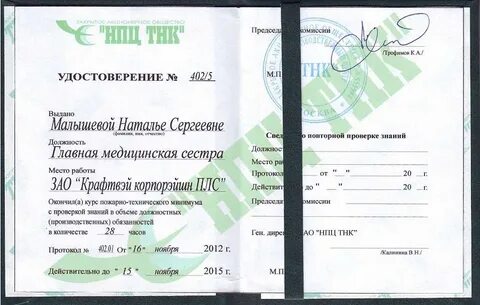 ЗАКРЫТОЕ АКЦИОНЕРНОЕ ОБЩЕСТВО
"НПЦ ТНК"
УДОСТОВЕРЕНИЕ № 402/5
Выдано
Малышевой Наталье Сергеевне
(фамилия, имя, отчество)
Должность
Главная медицинская сестра
Место работы
ЗАО "Крафтвэй корпорэйшн ПЛС"
Окончил(а) курс пожарно-технического минимума
с проверкой знаний в объеме должностных
(производственных) обязанностей
в количестве 28 часов
Протокол № 402.01 От "16" ноября 2012 г.
Действительно до "15" ноября 2015 г.
Председатель комиссии
/Трофимов К.А./
М.П.
ТНК"
МОСКВА
Сведения о повторной проверке знаний
Должность
Место работы
Протокол от " " 20 г.
Действительно до " " 20 г.
Председатель комиссии
Ген. директор ЗАО "НПЦ ТНК"
/Калинина В.Н/
М.П.
"НПЦ ТНК"